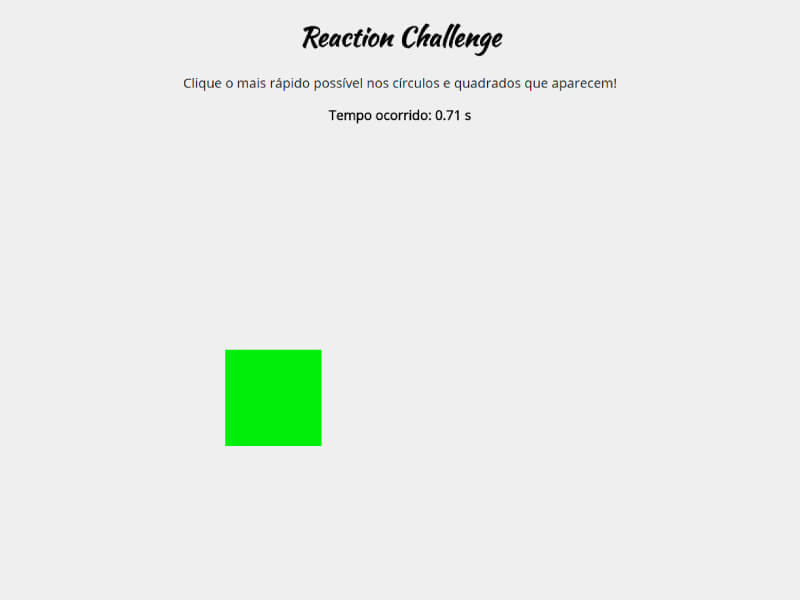 Reaction Challenge
Clique o mais rápido possível nos círculos e quadrados que aparecem!
Tempo ocorrido: 0.71 s